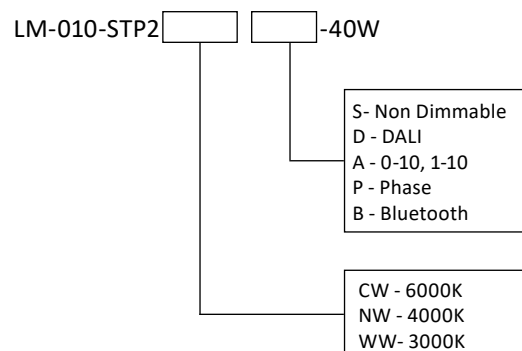 LM-010-STP2 -40W
S- Non Dimmable
D - DALI
A - 0-10, 1-10
P - Phase
B - Bluetooth
CW - 6000K
NW - 4000K
WW- 3000K